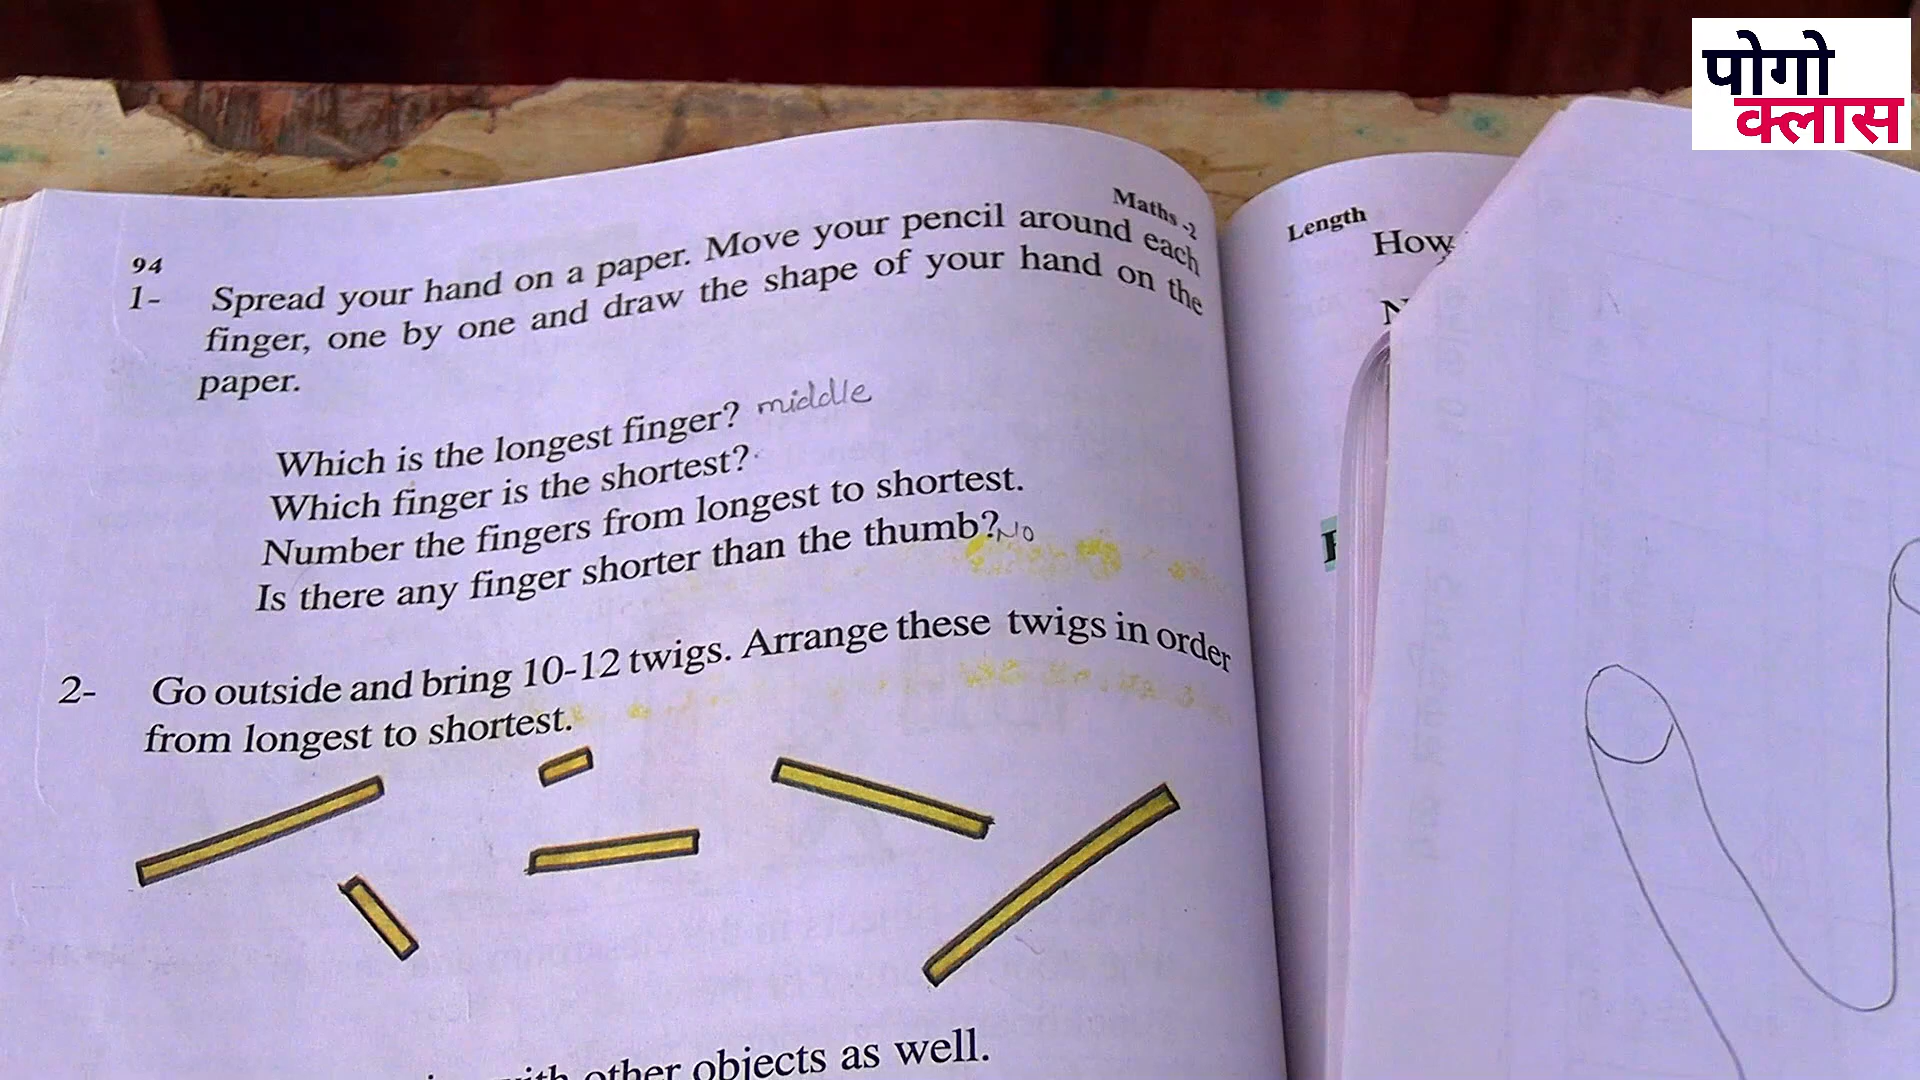 पोगो
क्लास
Maths -2
94
1- Spread your hand on a paper. Move your pencil around each
finger, one by one and draw the shape of your hand on the
paper.
Which is the longest finger? middle
Which finger is the shortest?
Number the fingers from longest to shortest.
Is there any finger shorter than the thumb? No
2- Go outside and bring 10-12 twigs. Arrange these twigs in order
from longest to shortest.
with other objects as well.
Length
How